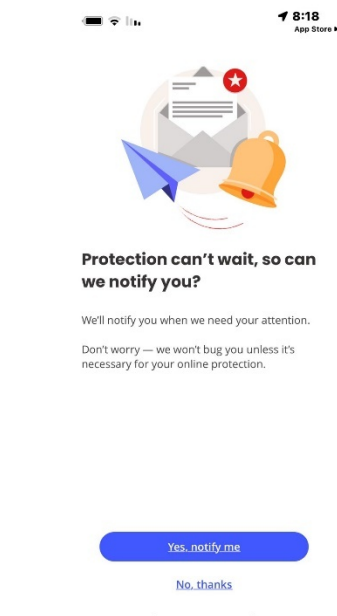 8:18
App Store
Protection can’t wait, so can
we notify you?
We’ll notify you when we need your attention.
Don’t worry — we won’t bug you unless it’s
necessary for your online protection.
Yes, notify me
No, thanks